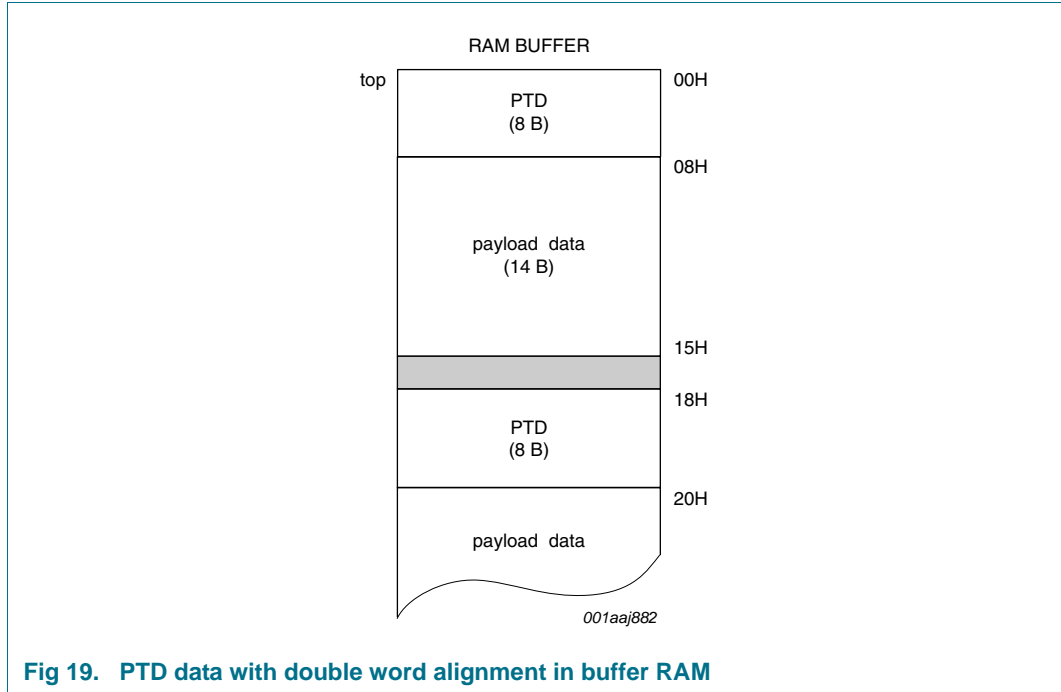 RAM BUFFER
top
00H
PTD
(8 B)
08H
payload data
(14 B)
15H
18H
PTD
(8 B)
20H
payload data
001aaj882
Fig 19. PTD data with double word alignment in buffer RAM